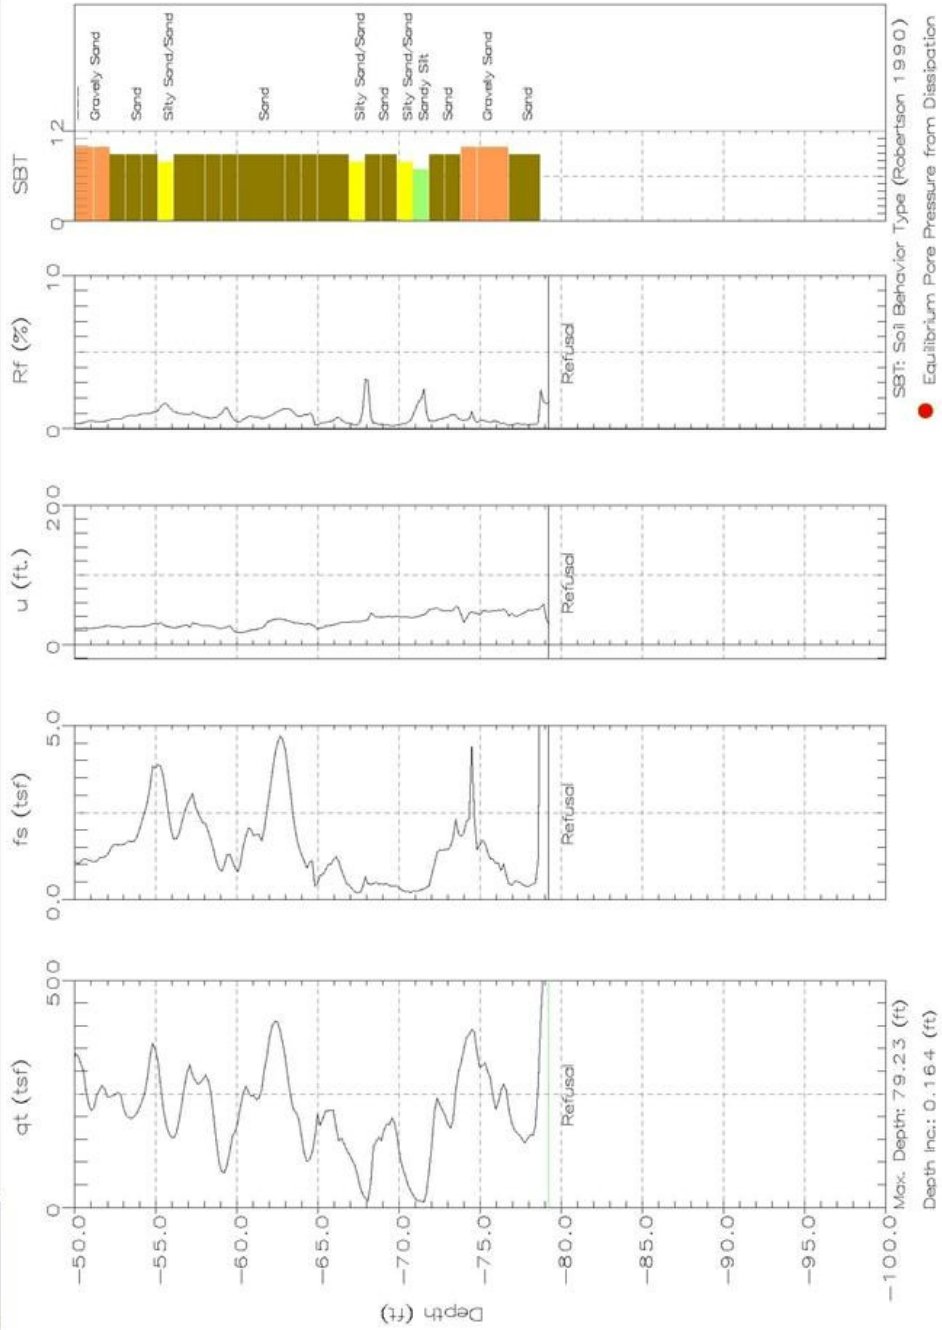 qt (tsf)
fs (tsf)
u (ft.)
Rf (%)
SBT
0
500
0.0
5.0
0
200
0
10
0
12
Depth (ft)
-50.0
-55.0
-60.0
-65.0
-70.0
-75.0
-80.0
-85.0
-90.0
-95.0
-100.0
Gravelly Sand
Sand
Silty Sand/Sand
Sand
Silty Sand/Sand
Sand
Silty Sand/Sand
Sandy Silt
Sand
Gravelly Sand
Sand
Refusal
Refusal
Refusal
Refusal
Max. Depth: 79.23 (ft)
Depth Inc.: 0.164 (ft)
SBT: Soil Behavior Type (Robertson 1990)
Equilibrium Pore Pressure from Dissipation